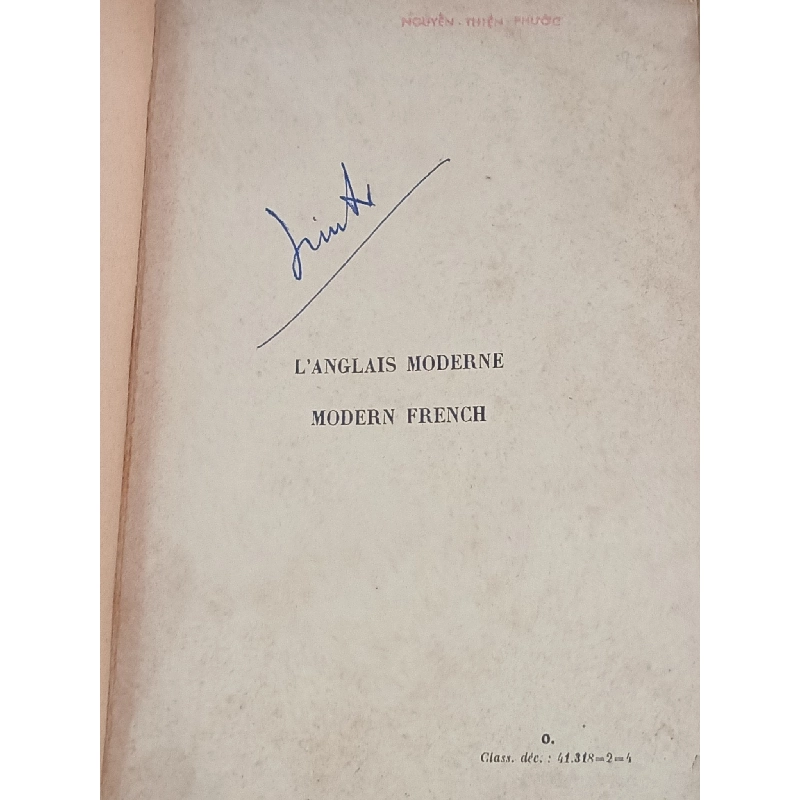 NGUYỄN - THIỆN - PHƯỚC
L'ANGLAIS MODERNE
MODERN FRENCH
O.
Class. déc. : 41.318=2=4